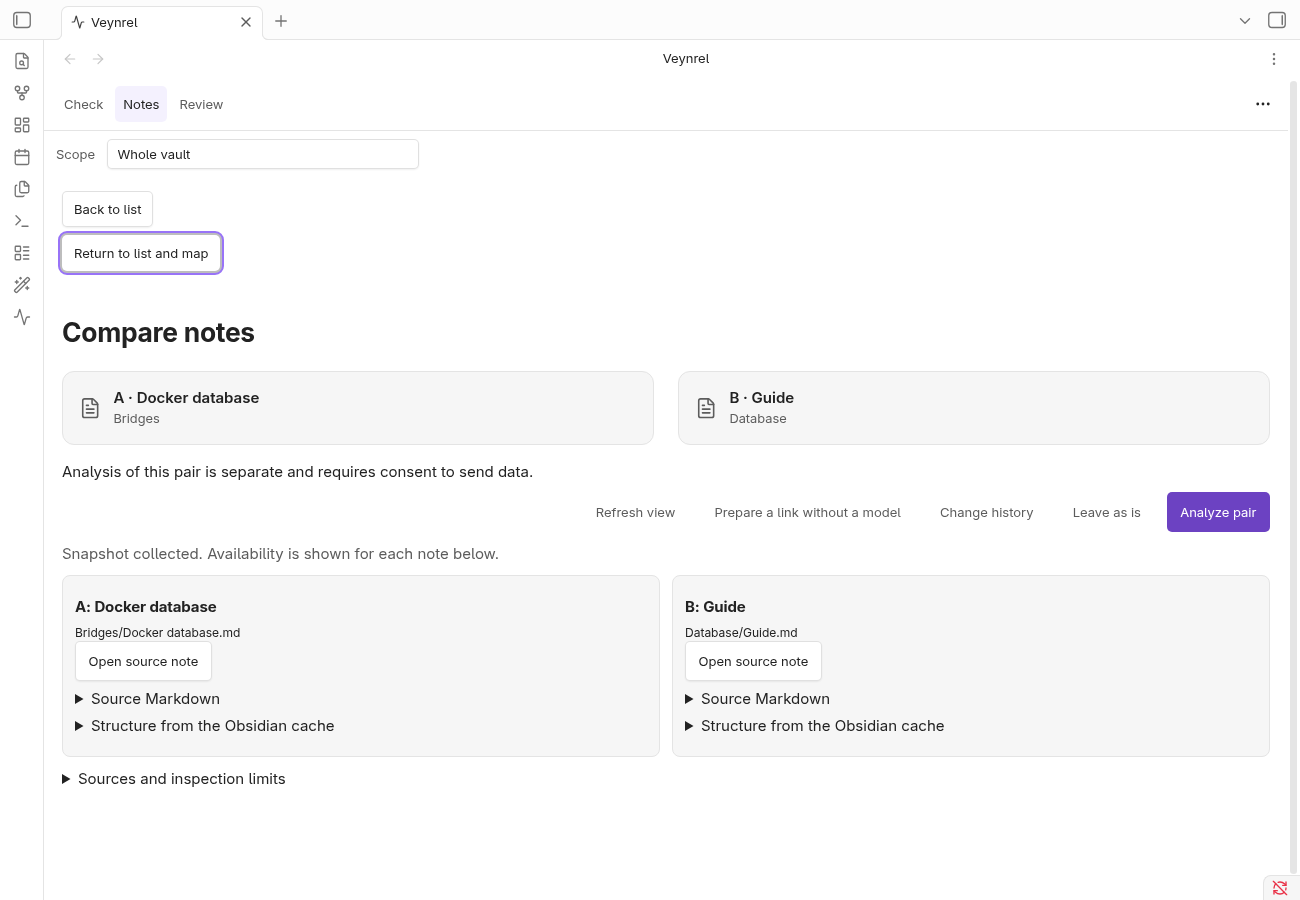 Veynrel
Veynrel
Check Notes Review
Scope Whole vault
Back to list
Return to list and map
Compare notes
A · Docker database
Bridges
B · Guide
Database
Analysis of this pair is separate and requires consent to send data.
Refresh view Prepare a link without a model Change history Leave as is Analyze pair
Snapshot collected. Availability is shown for each note below.
A: Docker database
Bridges/Docker database.md
Open source note
Source Markdown
Structure from the Obsidian cache
B: Guide
Database/Guide.md
Open source note
Source Markdown
Structure from the Obsidian cache
Sources and inspection limits